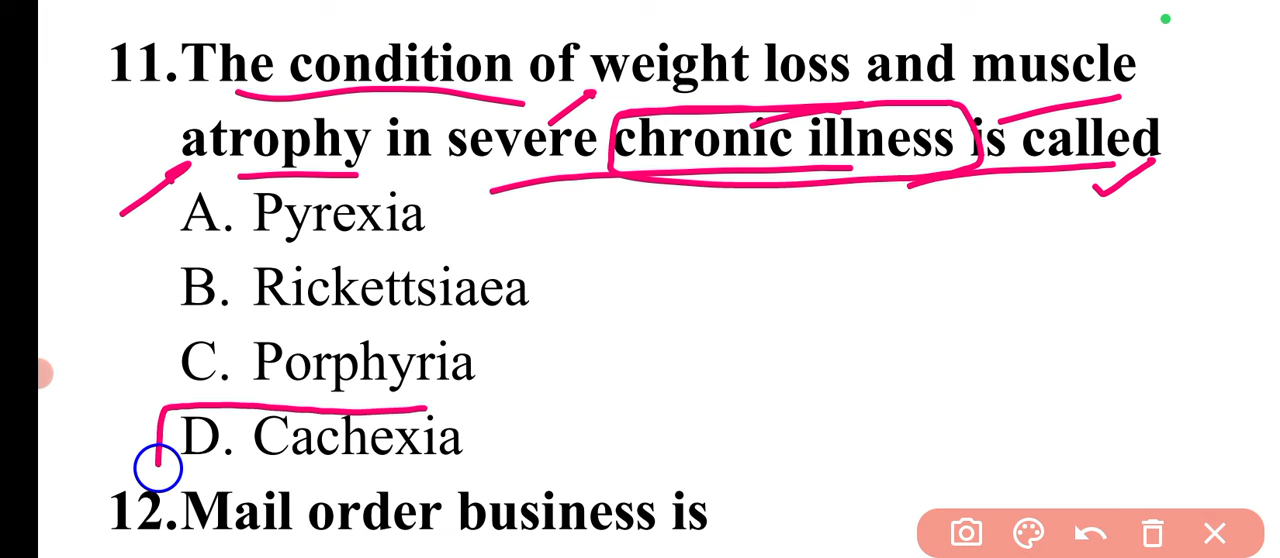 11.The condition of weight loss and muscle
atrophy in severe chronic illness is called
A. Pyrexia
B. Rickettsiaea
C. Porphyria
D. Cachexia
12.Mail order business is